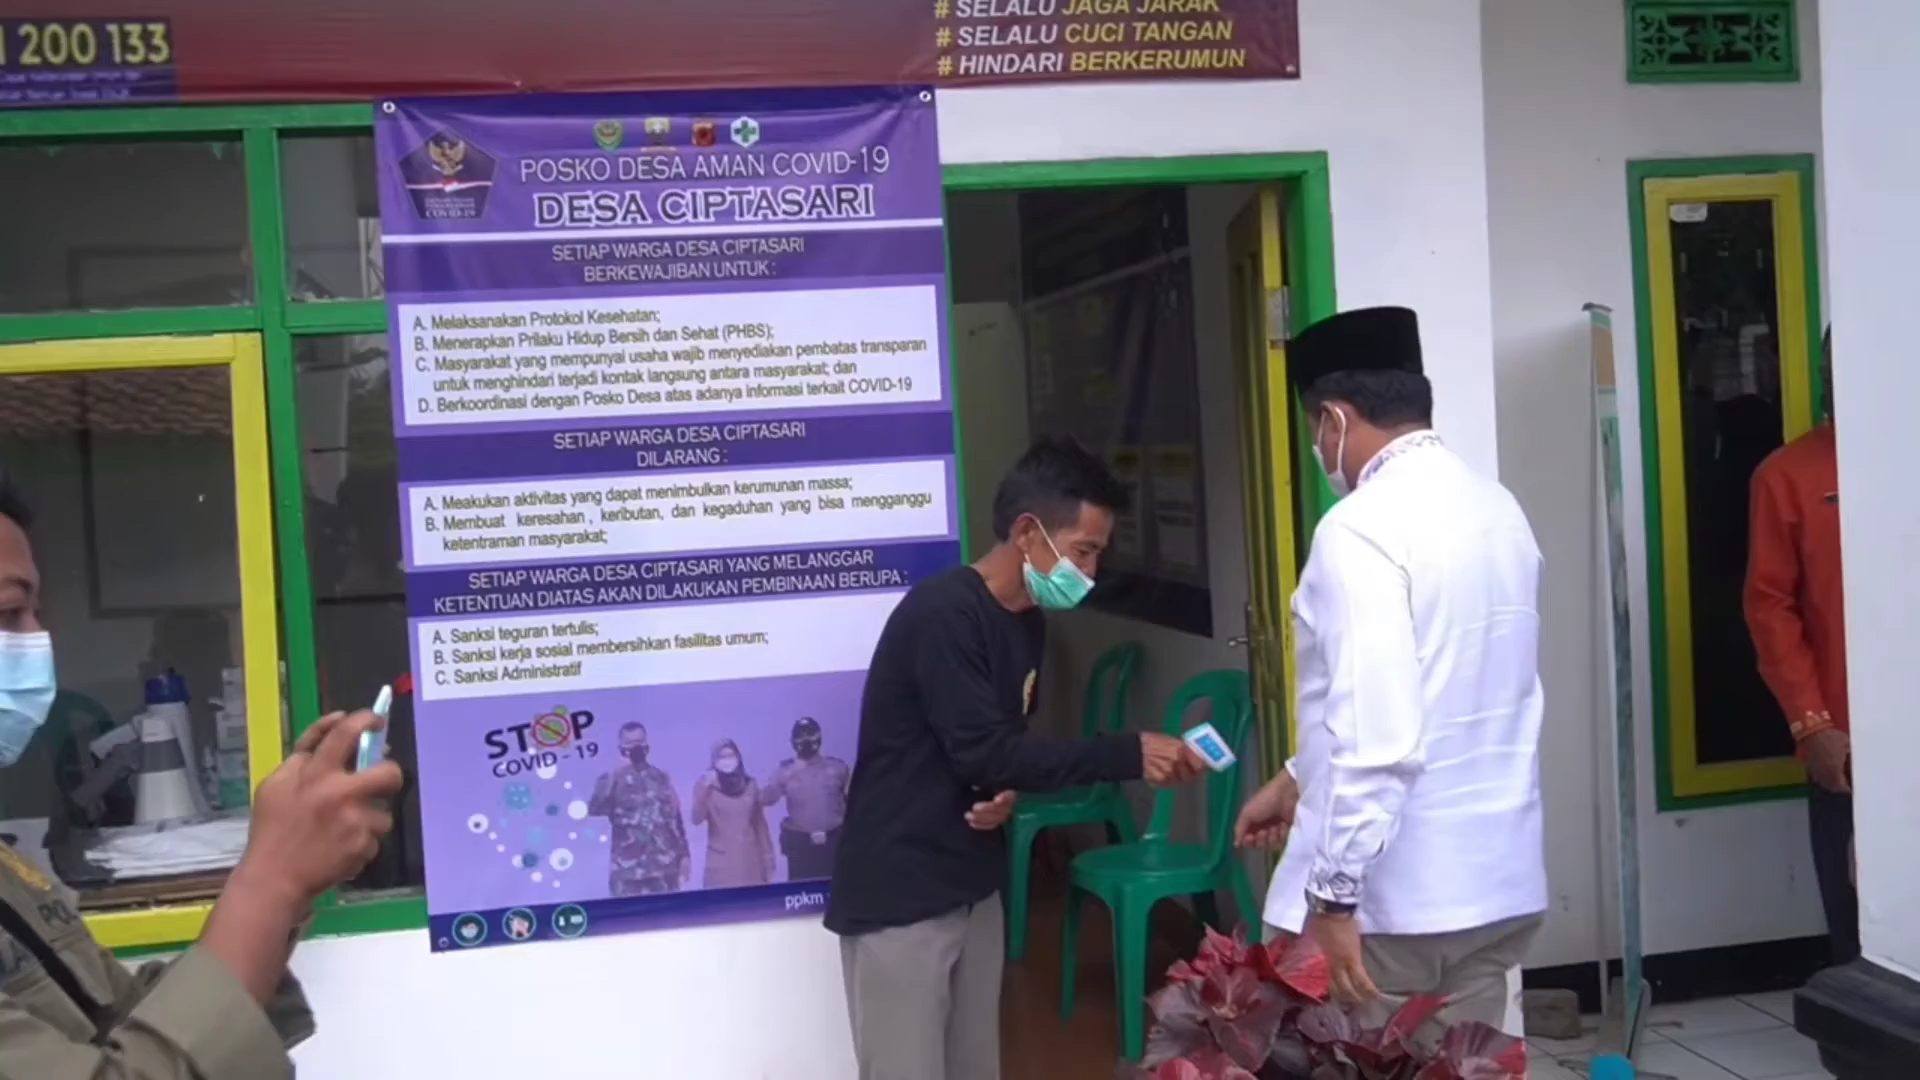 200 133
# SELALU JAGA JARAK
# SELALU CUCI TANGAN
# HINDARI BERKERUMUN
POSKO DESA AMAN COVID-19
DESA CIPTASARI
COVID-19
SETIAP WARGA DESA CIPTASARI
BERKEWAJIBAN UNTUK :
A. Melaksanakan Protokol Kesehatan;
B. Menerapkan Prilaku Hidup Bersih dan Sehat (PHBS);
C. Masyarakat yang mempunyai usaha wajib menyediakan pembatas transparan
untuk menghindari terjadi kontak langsung antara masyarakat; dan
D. Berkoordinasi dengan Posko Desa atas adanya informasi terkait COVID-19
SETIAP WARGA DESA CIPTASARI
DILARANG :
A. Meakukan aktivitas yang dapat menimbulkan kerumunan massa;
B. Membuat keresahan, keributan, dan kegaduhan yang bisa mengganggu
ketentraman masyarakat;
SETIAP WARGA DESA CIPTASARI YANG MELANGGAR
KETENTUAN DIATAS AKAN DILAKUKAN PEMBINAAN BERUPA :
A. Sanksi teguran tertulis;
B. Sanksi kerja sosial membersihkan fasilitas umum;
C. Sanksi Administratif
STOP
COVID - 19
ppkm